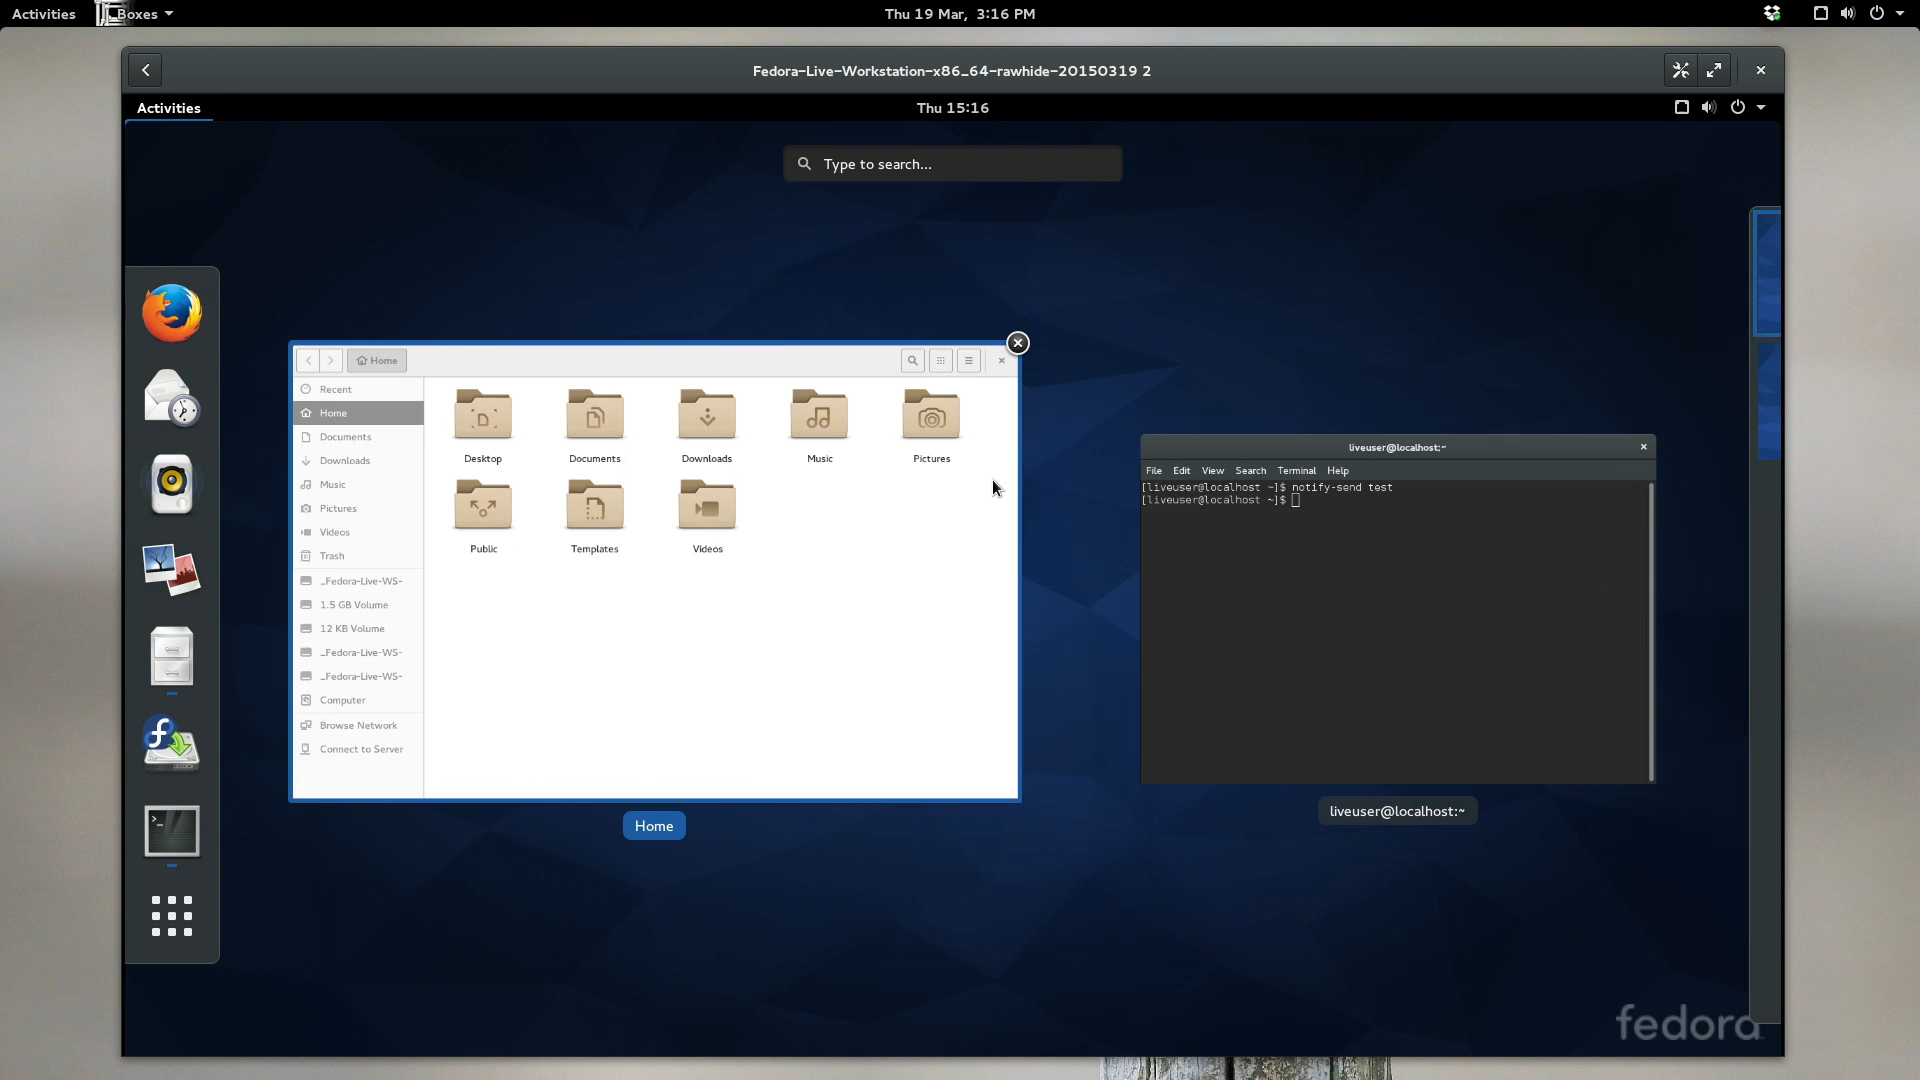 Activities Boxes Thu 19 Mar, 3:16 PM
Fedora-Live-Workstation-x86_64-rawhide-20150319 2
Activities Thu 15:16
Type to search...
Home
Recent
Home
Documents
Downloads
Music
Pictures
Videos
Trash
_Fedora-Live-WS-
1.5 GB Volume
12 KB Volume
_Fedora-Live-WS-
_Fedora-Live-WS-
Computer
Browse Network
Connect to Server
Desktop Documents Downloads Music Pictures
Public Templates Videos
Home
liveuser@localhost:~
File Edit View Search Terminal Help
[liveuser@localhost ~]$ notify-send test
[liveuser@localhost ~]$
liveuser@localhost:~
fedora